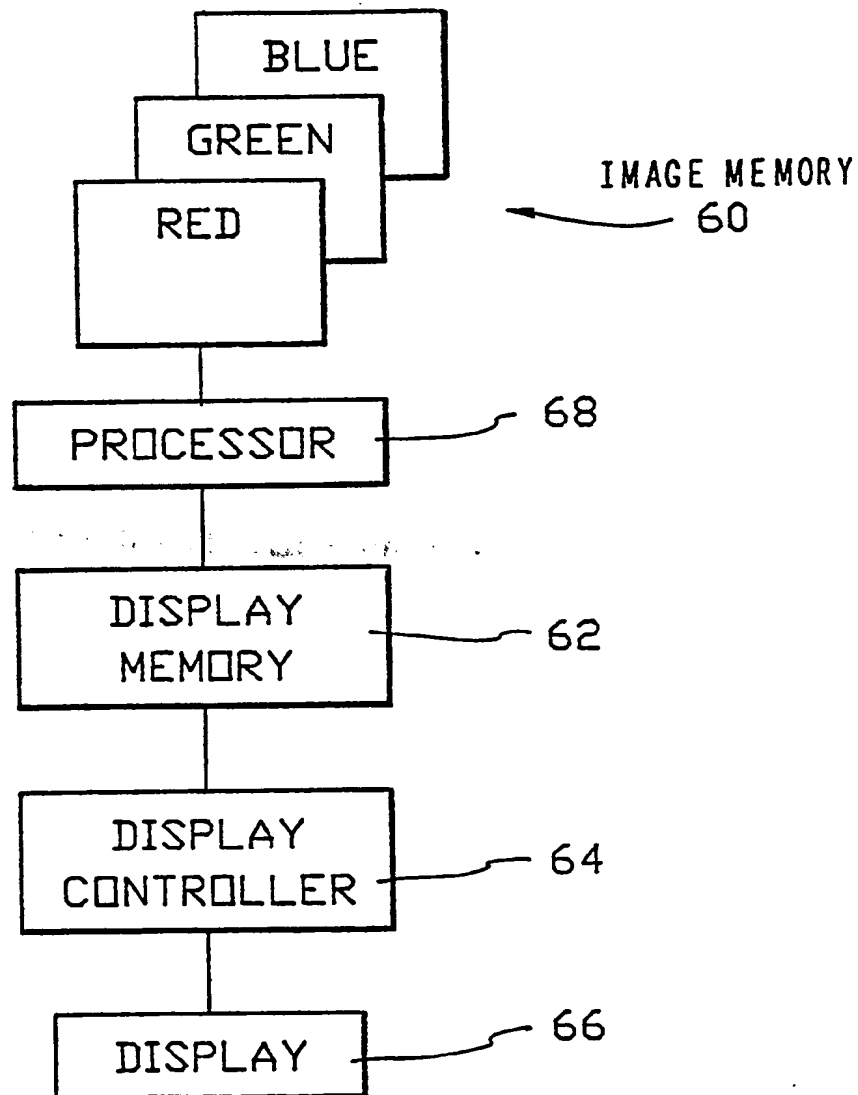 BLUE
GREEN
RED
IMAGE MEMORY
60
PROCESSOR
68
DISPLAY
MEMORY
62
DISPLAY
CONTROLLER
64
DISPLAY
66